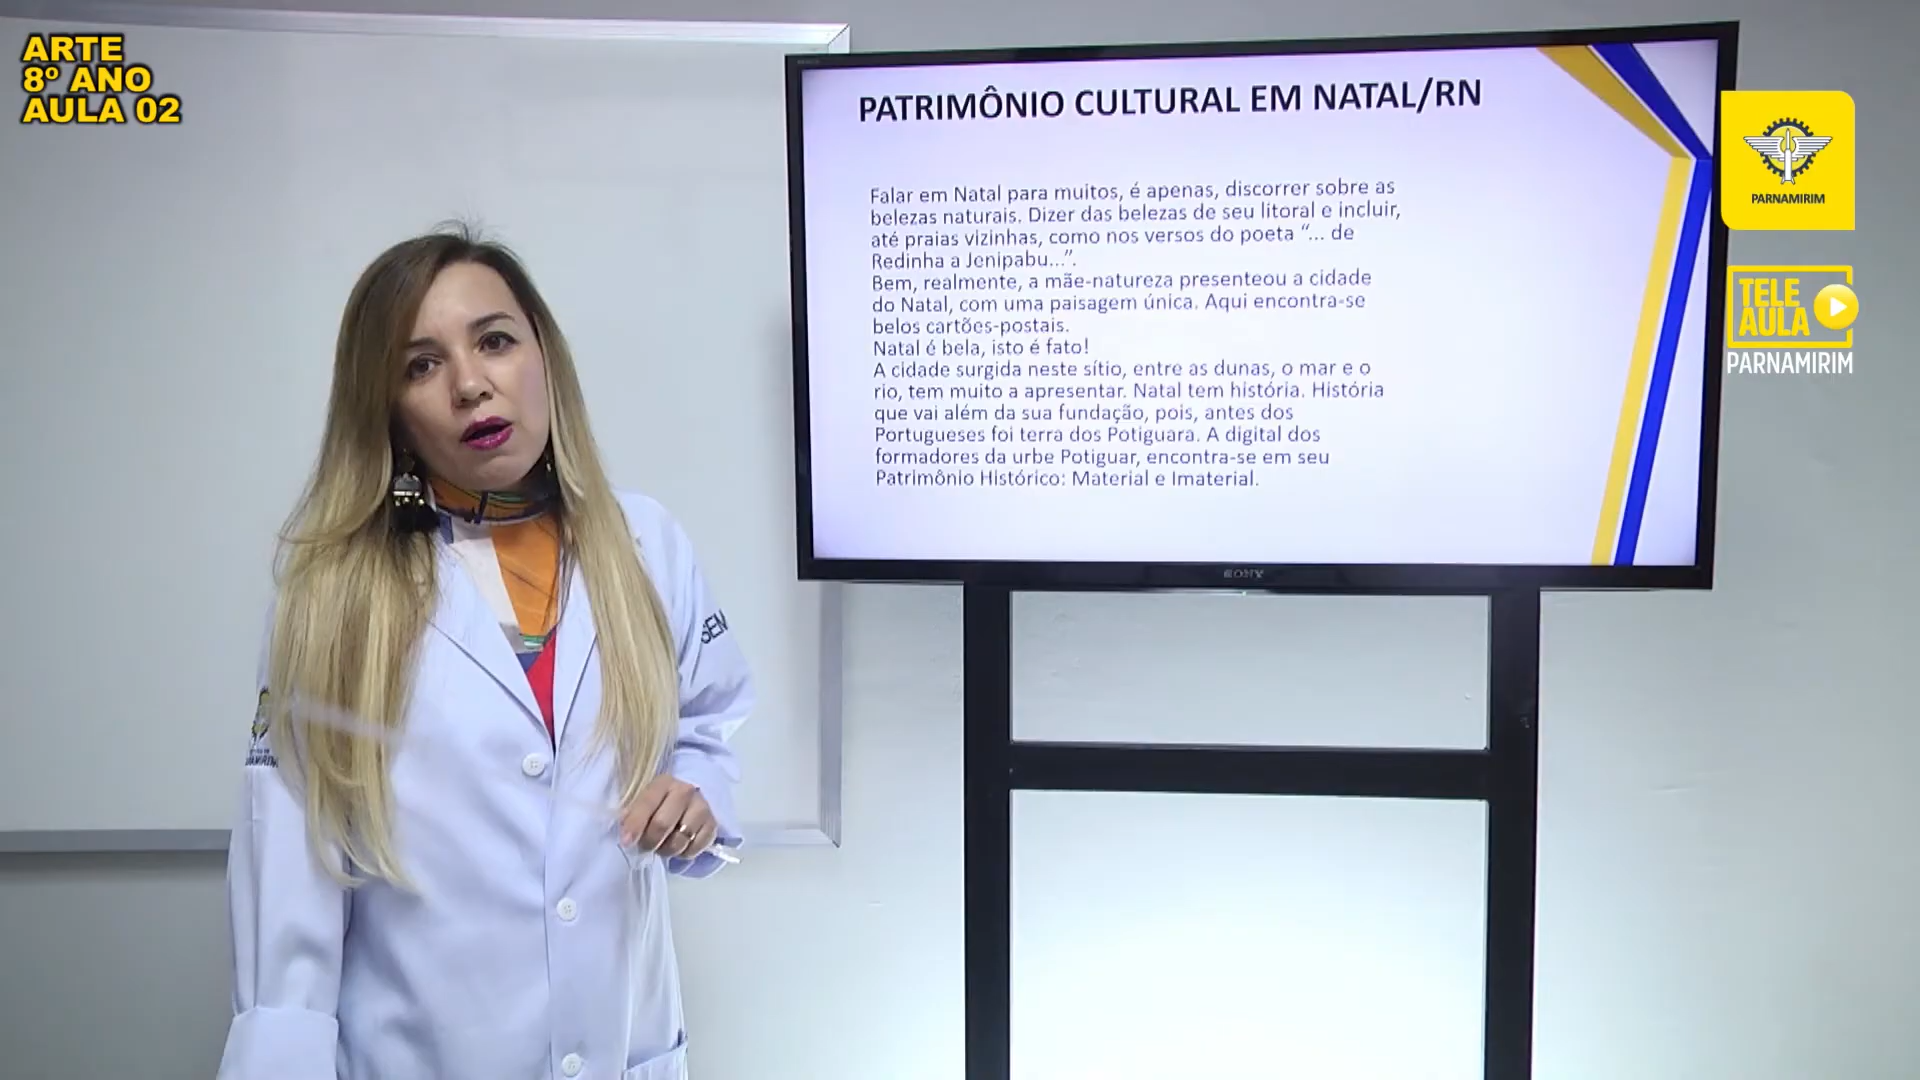 ARTE
8º ANO
AULA 02
PATRIMÔNIO CULTURAL EM NATAL/RN
Falar em Natal para muitos, é apenas, discorrer sobre as
belezas naturais. Dizer das belezas de seu litoral e incluir,
até praias vizinhas, como nos versos do poeta “... de
Redinha a Jenipabu...”.
Bem, realmente, a mãe-natureza presenteou a cidade
do Natal, com uma paisagem única. Aqui encontra-se
belos cartões-postais.
Natal é bela, isto é fato!
A cidade surgida neste sítio, entre as dunas, o mar e o
rio, tem muito a apresentar. Natal tem história. História
que vai além da sua fundação, pois, antes dos
Portugueses foi terra dos Potiguara. A digital dos
formadores da urbe Potiguar, encontra-se em seu
Patrimônio Histórico: Material e Imaterial.
SONY
PARNAMIRIM
TELE
AULA
PARNAMIRIM
SEM